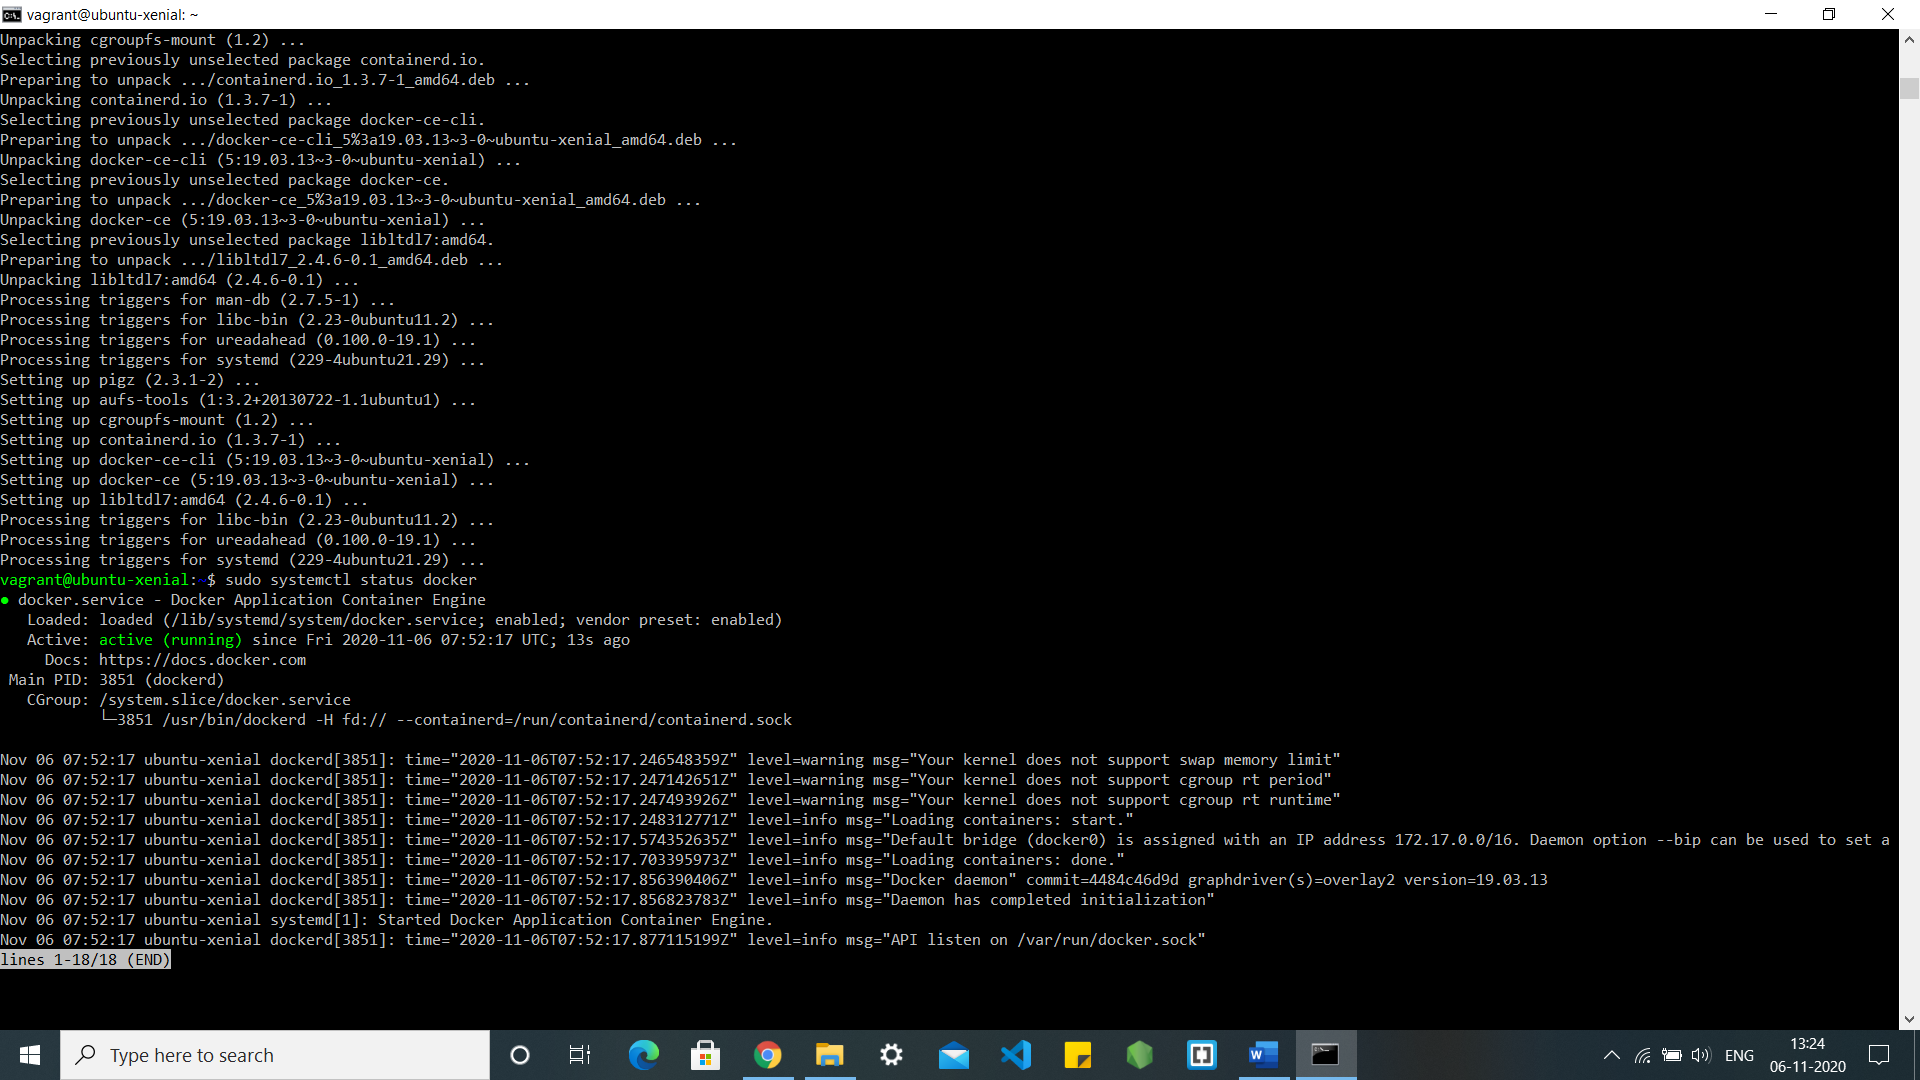 vagrant@ubuntu-xenial: ~
Unpacking cgroupfs-mount (1.2) ...
Selecting previously unselected package containerd.io.
Preparing to unpack .../containerd.io_1.3.7-1_amd64.deb ...
Unpacking containerd.io (1.3.7-1) ...
Selecting previously unselected package docker-ce-cli.
Preparing to unpack .../docker-ce-cli_5%3a19.03.13~3-0~ubuntu-xenial_amd64.deb ...
Unpacking docker-ce-cli (5:19.03.13~3-0~ubuntu-xenial) ...
Selecting previously unselected package docker-ce.
Preparing to unpack .../docker-ce_5%3a19.03.13~3-0~ubuntu-xenial_amd64.deb ...
Unpacking docker-ce (5:19.03.13~3-0~ubuntu-xenial) ...
Selecting previously unselected package libltdl7:amd64.
Preparing to unpack .../libltdl7_2.4.6-0.1_amd64.deb ...
Unpacking libltdl7:amd64 (2.4.6-0.1) ...
Processing triggers for man-db (2.7.5-1) ...
Processing triggers for libc-bin (2.23-0ubuntu11.2) ...
Processing triggers for ureadahead (0.100.0-19.1) ...
Processing triggers for systemd (229-4ubuntu21.29) ...
Setting up pigz (2.3.1-2) ...
Setting up aufs-tools (1:3.2+20130722-1.1ubuntu1) ...
Setting up cgroupfs-mount (1.2) ...
Setting up containerd.io (1.3.7-1) ...
Setting up docker-ce-cli (5:19.03.13~3-0~ubuntu-xenial) ...
Setting up docker-ce (5:19.03.13~3-0~ubuntu-xenial) ...
Setting up libltdl7:amd64 (2.4.6-0.1) ...
Processing triggers for libc-bin (2.23-0ubuntu11.2) ...
Processing triggers for ureadahead (0.100.0-19.1) ...
Processing triggers for systemd (229-4ubuntu21.29) ...
vagrant@ubuntu-xenial:~$ sudo systemctl status docker
● docker.service - Docker Application Container Engine
Loaded: loaded (/lib/systemd/system/docker.service; enabled; vendor preset: enabled)
Active: active (running) since Fri 2020-11-06 07:52:17 UTC; 13s ago
Docs: https://docs.docker.com
Main PID: 3851 (dockerd)
CGroup: /system.slice/docker.service
└─3851 /usr/bin/dockerd -H fd:// --containerd=/run/containerd/containerd.sock
Nov 06 07:52:17 ubuntu-xenial dockerd[3851]: time="2020-11-06T07:52:17.246548359Z" level=warning msg="Your kernel does not support swap memory limit"
Nov 06 07:52:17 ubuntu-xenial dockerd[3851]: time="2020-11-06T07:52:17.247142651Z" level=warning msg="Your kernel does not support cgroup rt period"
Nov 06 07:52:17 ubuntu-xenial dockerd[3851]: time="2020-11-06T07:52:17.247493926Z" level=warning msg="Your kernel does not support cgroup rt runtime"
Nov 06 07:52:17 ubuntu-xenial dockerd[3851]: time="2020-11-06T07:52:17.248312771Z" level=info msg="Loading containers: start."
Nov 06 07:52:17 ubuntu-xenial dockerd[3851]: time="2020-11-06T07:52:17.574352635Z" level=info msg="Default bridge (docker0) is assigned with an IP address 172.17.0.0/16. Daemon option --bip can be used to set a
Nov 06 07:52:17 ubuntu-xenial dockerd[3851]: time="2020-11-06T07:52:17.703395973Z" level=info msg="Loading containers: done."
Nov 06 07:52:17 ubuntu-xenial dockerd[3851]: time="2020-11-06T07:52:17.856390406Z" level=info msg="Docker daemon" commit=4484c46d9d graphdriver(s)=overlay2 version=19.03.13
Nov 06 07:52:17 ubuntu-xenial dockerd[3851]: time="2020-11-06T07:52:17.856823783Z" level=info msg="Daemon has completed initialization"
Nov 06 07:52:17 ubuntu-xenial systemd[1]: Started Docker Application Container Engine.
Nov 06 07:52:17 ubuntu-xenial dockerd[3851]: time="2020-11-06T07:52:17.877115199Z" level=info msg="API listen on /var/run/docker.sock"
lines 1-18/18 (END)
Type here to search
ENG
13:24
06-11-2020